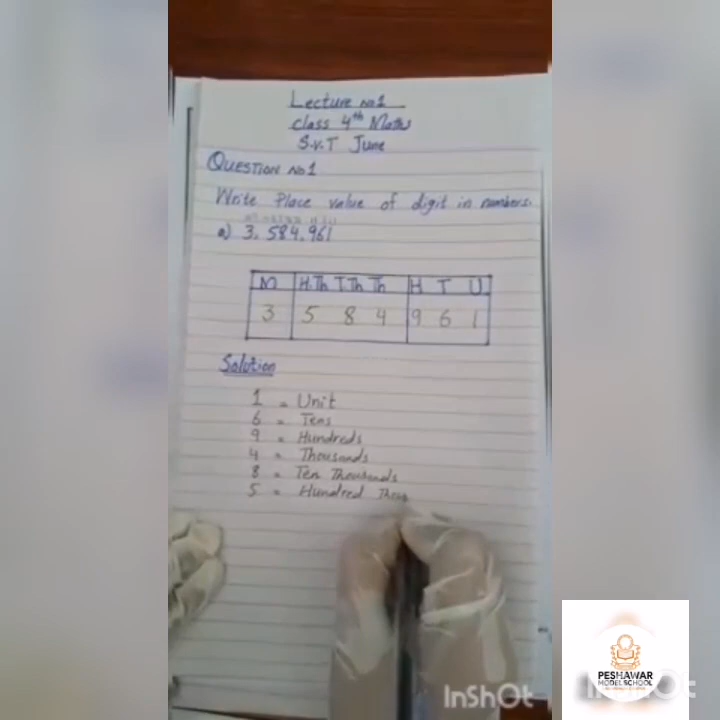 Lecture No1
Class 4th Maths
S.V.T June
QUESTION No1
Write Place value of digit in numbers.
a) 3,584,961
M H.Th T.Th Th H T U
3 5 8 4 9 6 1
Solution
1 = Unit
6 = Tens
9 = Hundreds
4 = Thousands
8 = Ten Thousands
5 = Hundred Thous
PESHAWAR
MODEL SCHOOL
InShOt